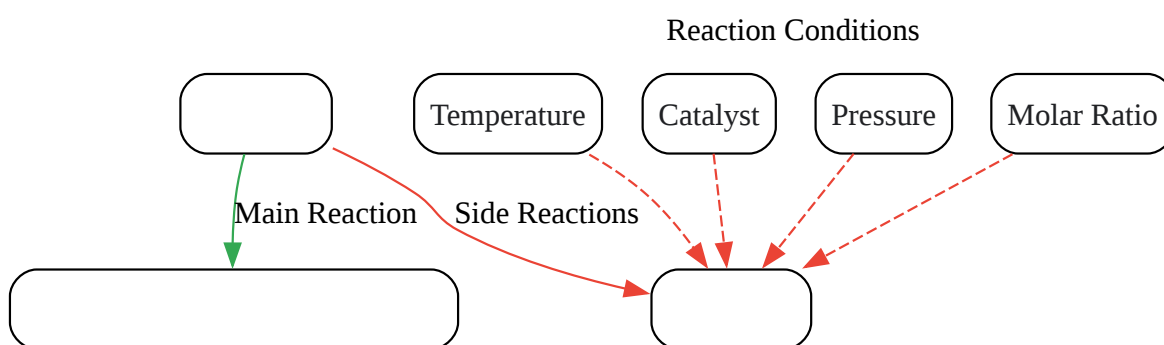 Reaction Conditions
Temperature
Catalyst
Pressure
Molar Ratio
Main Reaction
Side Reactions